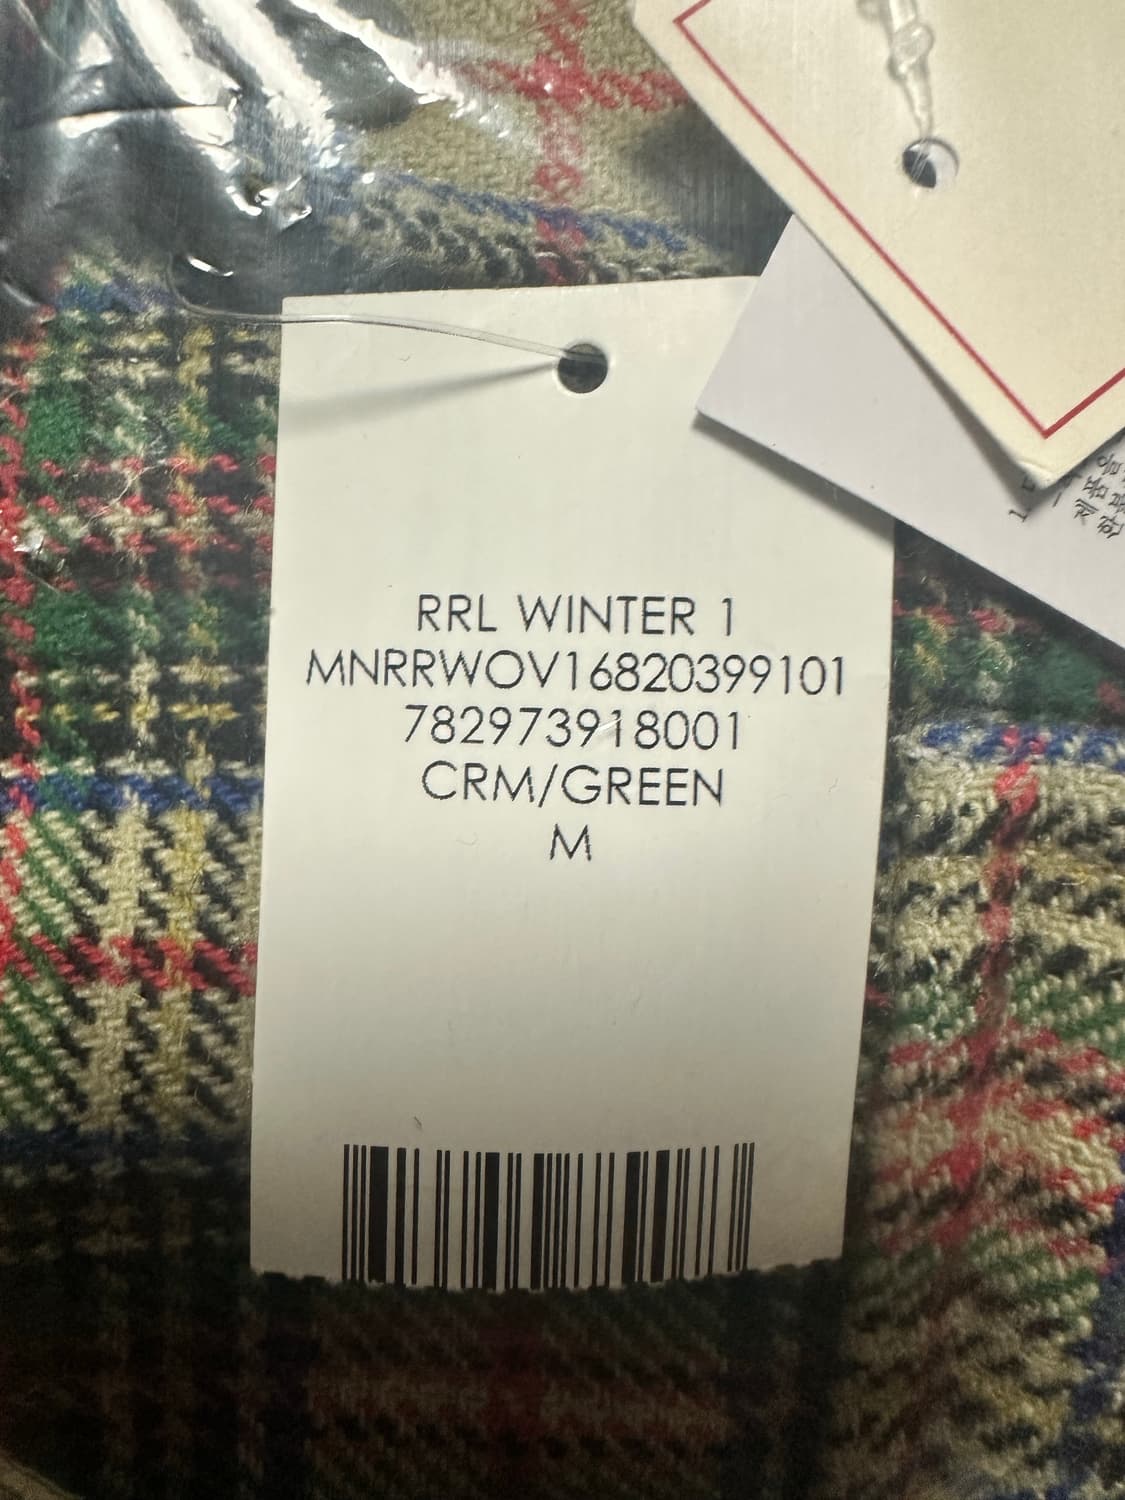 RRL WINTER 1
MNRRWOV16820399101
782973918001
CRM/GREEN
M